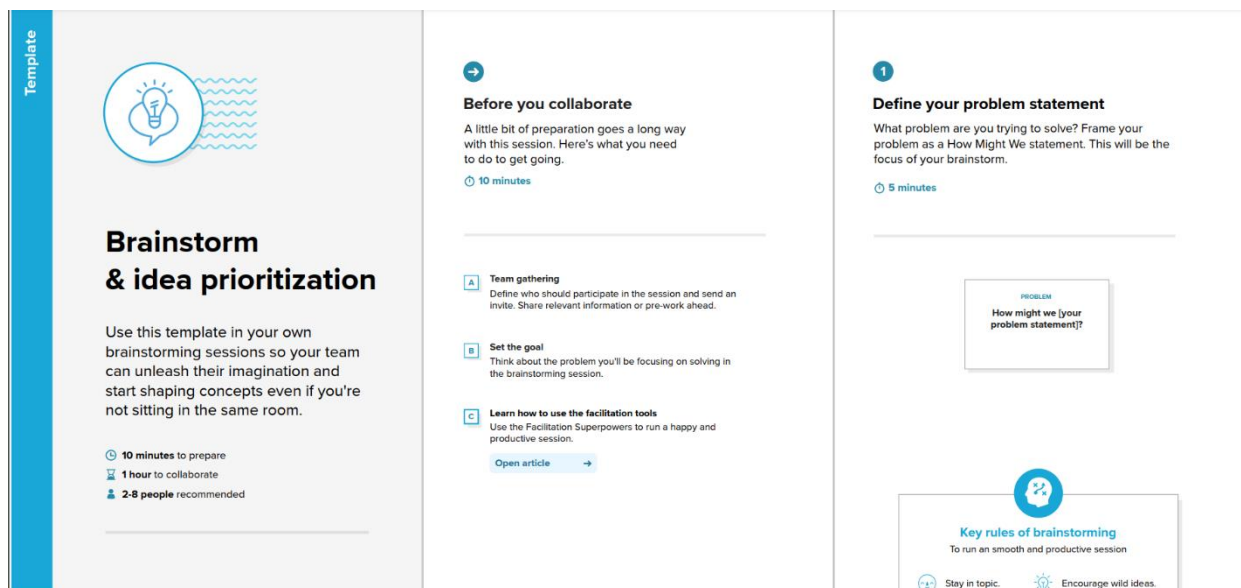 Template
Brainstorm
& idea prioritization
Use this template in your own
brainstorming sessions so your team
can unleash their imagination and
start shaping concepts even if you're
not sitting in the same room.
10 minutes to prepare
1 hour to collaborate
2-8 people recommended
Before you collaborate
A little bit of preparation goes a long way
with this session. Here's what you need
to do to get going.
10 minutes
A
Team gathering
Define who should participate in the session and send an
invite. Share relevant information or pre-work ahead.
B
Set the goal
Think about the problem you'll be focusing on solving in
the brainstorming session.
C
Learn how to use the facilitation tools
Use the Facilitation Superpowers to run a happy and
productive session.
Open article
1
Define your problem statement
What problem are you trying to solve? Frame your
problem as a How Might We statement. This will be the
focus of your brainstorm.
5 minutes
PROBLEM
How might we [your
problem statement]?
Key rules of brainstorming
To run an smooth and productive session
Stay in topic.
Encourage wild ideas.